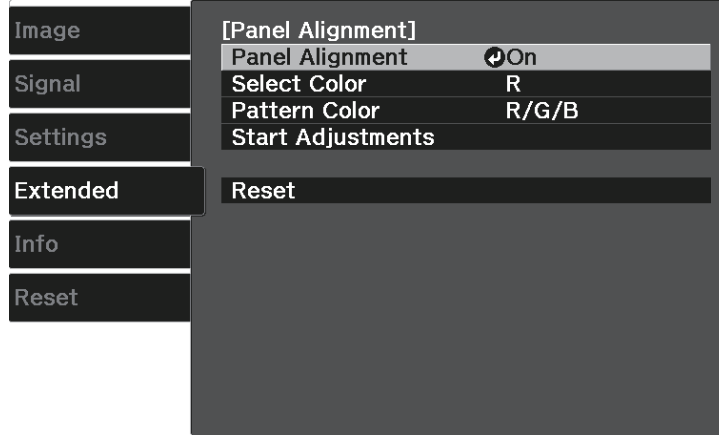 Image
Signal
Settings
Extended
Info
Reset
[Panel Alignment]
Panel Alignment On
Select Color R
Pattern Color R/G/B
Start Adjustments
Reset